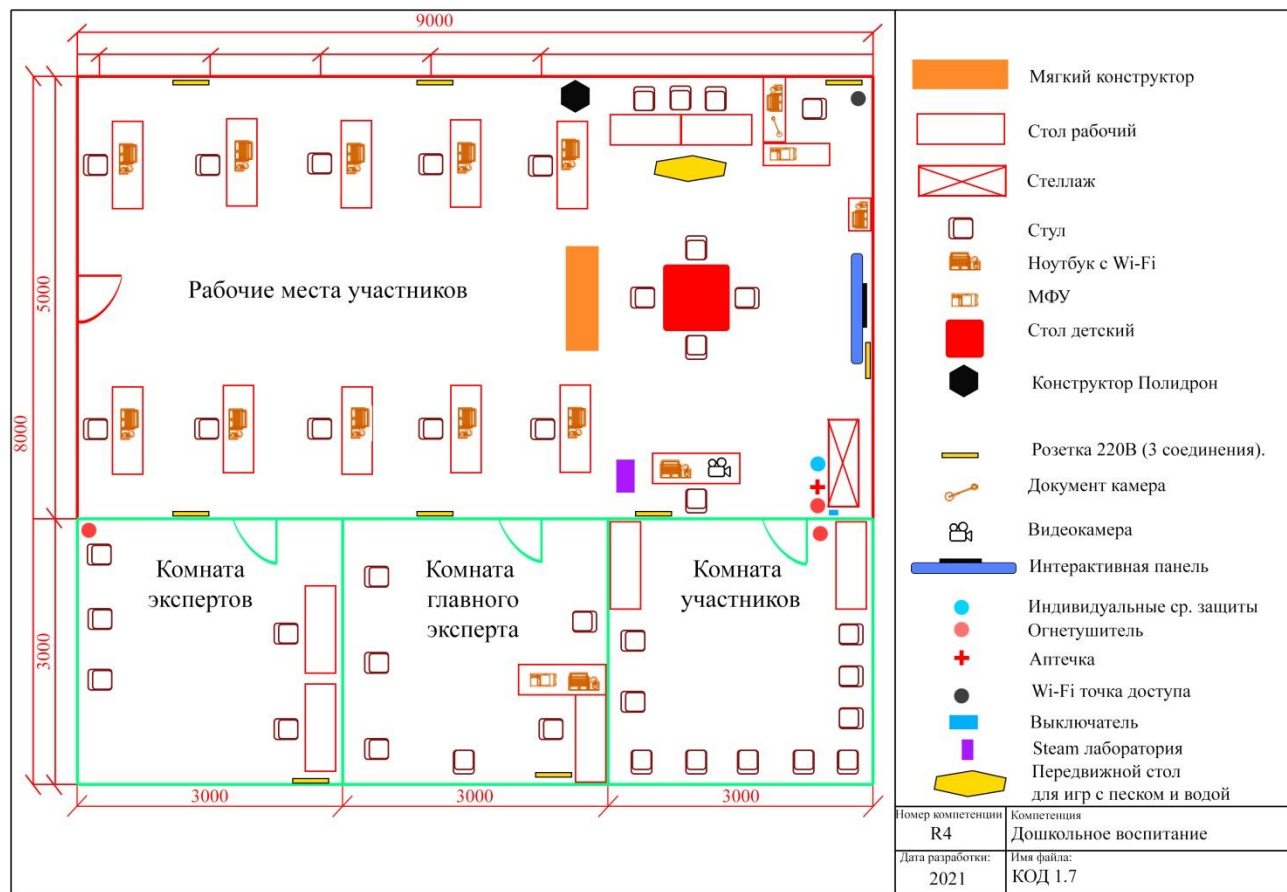 9000
Мягкий конструктор
Стол рабочий
Стеллаж
Стул
Ноутбук с Wi-Fi
МФУ
Стол детский
Конструктор Полидрон
Розетка 220В (3 соединения).
Документ камера
Видеокамера
Интерактивная панель
Индивидуальные ср. защиты
Огнетушитель
Аптечка
Wi-Fi точка доступа
Выключатель
Steam лаборатория
Передвижной стол
для игр с песком и водой
Рабочие места участников
5000
8000
3000
Комната
экспертов
Комната
главного
эксперта
Комната
участников
3000
3000
3000
Номер компетенции
R4
Компетенция
Дошкольное воспитание
Дата разработки:
2021
Имя файла:
КОД 1.7